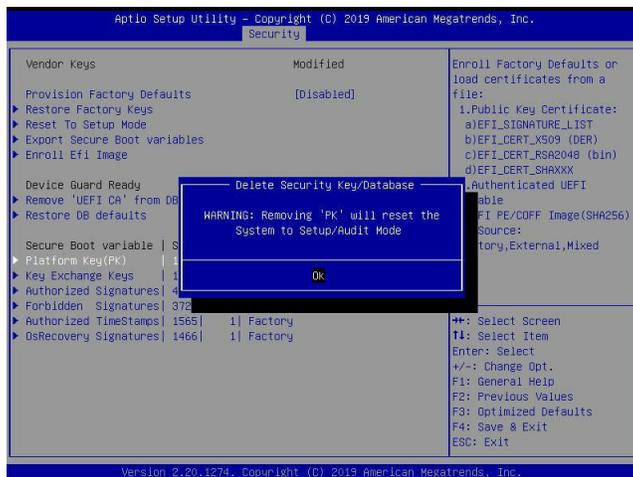 Aptio Setup Utility – Copyright (C) 2019 American Megatrends, Inc.
Security
Vendor Keys Modified
Provision Factory Defaults [Disabled]
Restore Factory Keys
Reset To Setup Mode
Export Secure Boot variables
Enroll Efi Image
Device Guard Ready
Remove 'UEFI CA' from DB
Restore DB defaults
Secure Boot variable | S
Platform Key(PK) | 1
Key Exchange Keys | 1
Authorized Signatures| 4
Forbidden Signatures| 372
Authorized TimeStamps| 1565| 1| Factory
OsRecovery Signatures| 1466| 1| Factory
Delete Security Key/Database
WARNING: Removing 'PK' will reset the
System to Setup/Audit Mode
Ok
Enroll Factory Defaults or
load certificates from a
file:
1.Public Key Certificate:
a)EFI_SIGNATURE_LIST
b)EFI_CERT_X509 (DER)
c)EFI_CERT_RSA2048 (bin)
d)EFI_CERT_SHAXXX
.Authenticated UEFI
able
FI PE/COFF Image(SHA256)
Source:
tory,External,Mixed
→←: Select Screen
↑↓: Select Item
Enter: Select
+/-: Change Opt.
F1: General Help
F2: Previous Values
F3: Optimized Defaults
F4: Save & Exit
ESC: Exit
Version 2.20.1274. Copyright (C) 2019 American Megatrends, Inc.